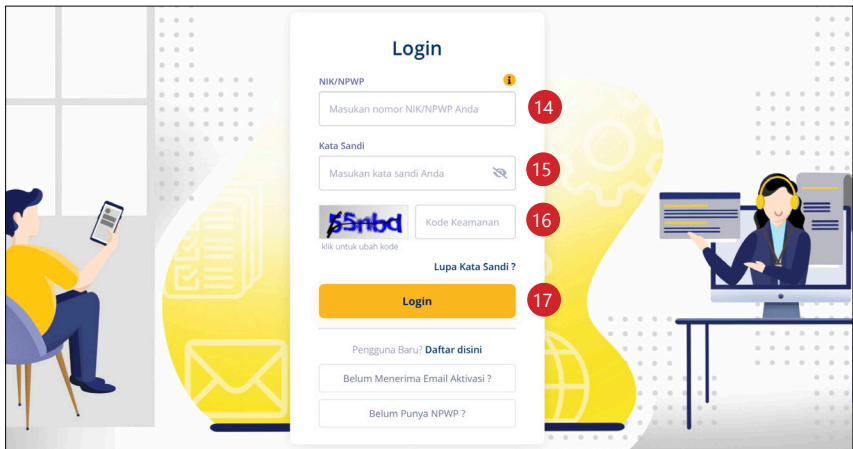 Login
NIK/NPWP
Masukan nomor NIK/NPWP Anda
14
Kata Sandi
Masukan kata sandi Anda
15
55nbd
Kode Keamanan
16
klik untuk ubah kode
Lupa Kata Sandi ?
Login
17
Pengguna Baru? Daftar disini
Belum Menerima Email Aktivasi ?
Belum Punya NPWP ?